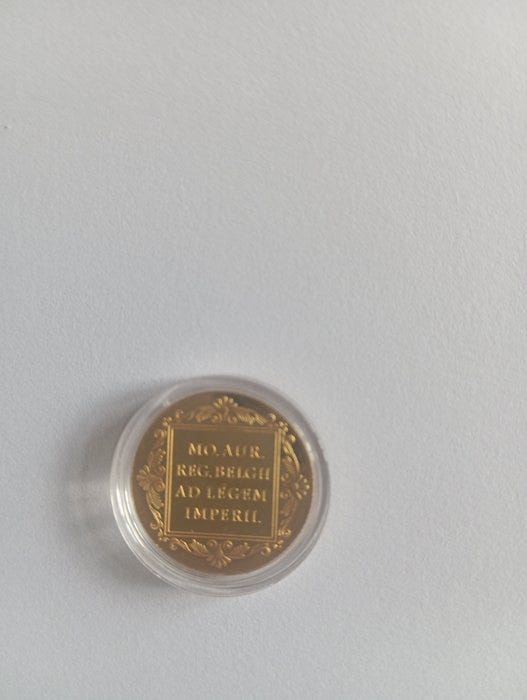 MO. AUR.
REG. BELGII
AD LEGEM
IMPERII.